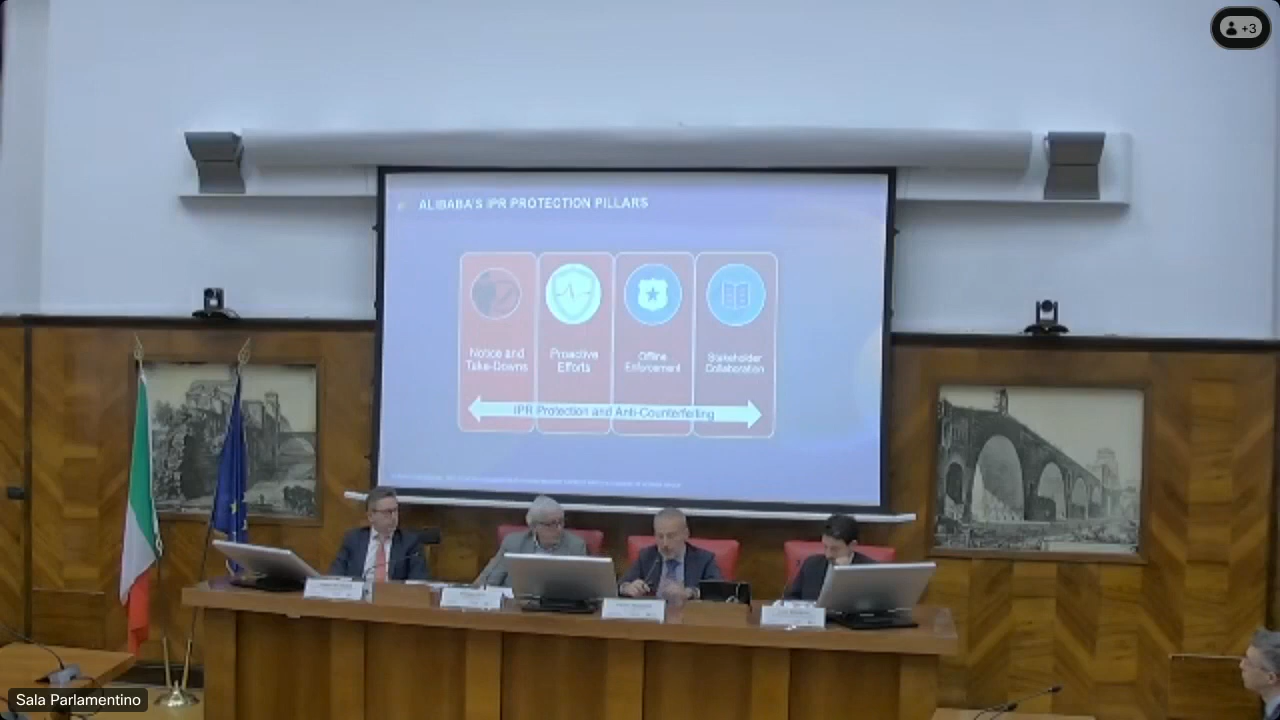 +3
ALIBABA'S IPR PROTECTION PILLARS
Notice and
Take-Downs
Proactive
Efforts
Offline
Enforcement
Stakeholder
Collaboration
IPR Protection and Anti-Counterfeiting
Sala Parlamentino